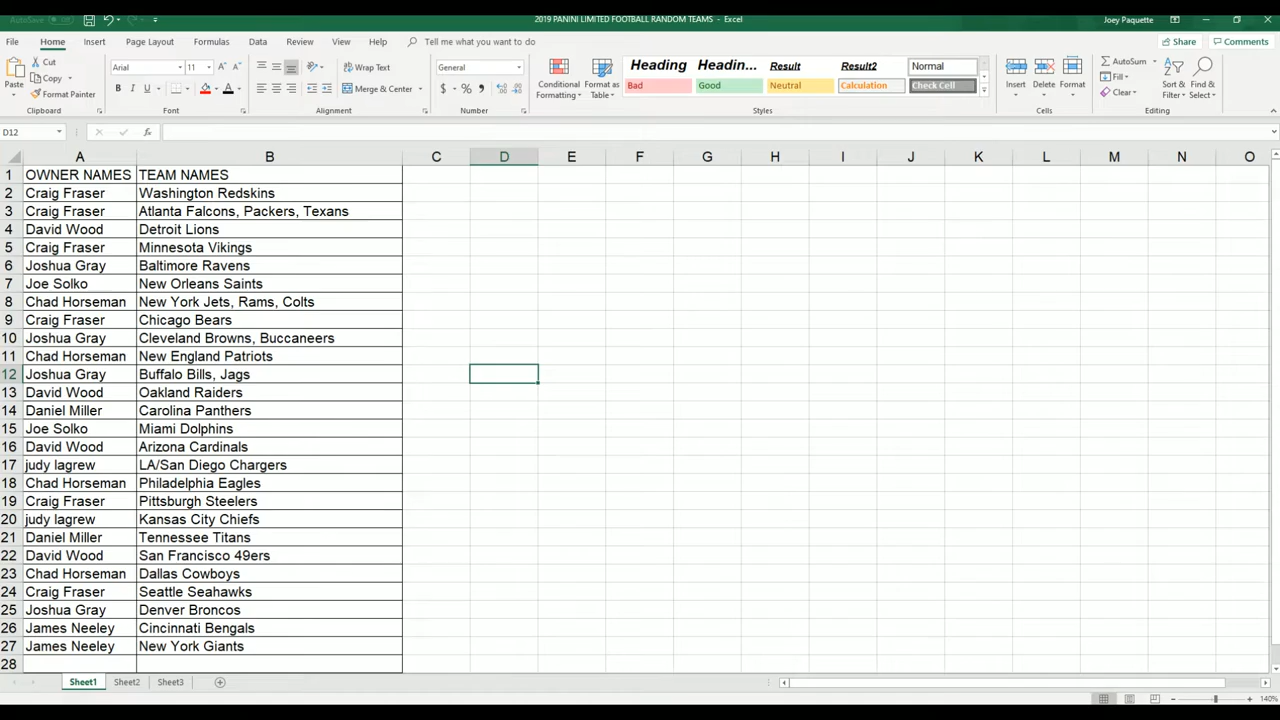 AutoSave Off
2019 PANINI LIMITED FOOTBALL RANDOM TEAMS - Excel
Joey Paquette
File Home Insert Page Layout Formulas Data Review View Help Tell me what you want to do Share Comments
Paste Cut Copy Format Painter
Clipboard
Arial 11
B I U
Font
Wrap Text
Merge & Center
Alignment
General
$ % ,
Number
Conditional Formatting Format as Table
Heading Headin... Result Result2 Normal
Bad Good Neutral Calculation Check Cell
Styles
Insert Delete Format
Cells
AutoSum
Fill
Clear
Sort & Filter Find & Select
Editing
D12 fx
A B C D E F G H I J K L M N O
1 OWNER NAMES TEAM NAMES
2 Craig Fraser Washington Redskins
3 Craig Fraser Atlanta Falcons, Packers, Texans
4 David Wood Detroit Lions
5 Craig Fraser Minnesota Vikings
6 Joshua Gray Baltimore Ravens
7 Joe Solko New Orleans Saints
8 Chad Horseman New York Jets, Rams, Colts
9 Craig Fraser Chicago Bears
10 Joshua Gray Cleveland Browns, Buccaneers
11 Chad Horseman New England Patriots
12 Joshua Gray Buffalo Bills, Jags
13 David Wood Oakland Raiders
14 Daniel Miller Carolina Panthers
15 Joe Solko Miami Dolphins
16 David Wood Arizona Cardinals
17 judy lagrew LA/San Diego Chargers
18 Chad Horseman Philadelphia Eagles
19 Craig Fraser Pittsburgh Steelers
20 judy lagrew Kansas City Chiefs
21 Daniel Miller Tennessee Titans
22 David Wood San Francisco 49ers
23 Chad Horseman Dallas Cowboys
24 Craig Fraser Seattle Seahawks
25 Joshua Gray Denver Broncos
26 James Neeley Cincinnati Bengals
27 James Neeley New York Giants
28
Sheet1 Sheet2 Sheet3
140%